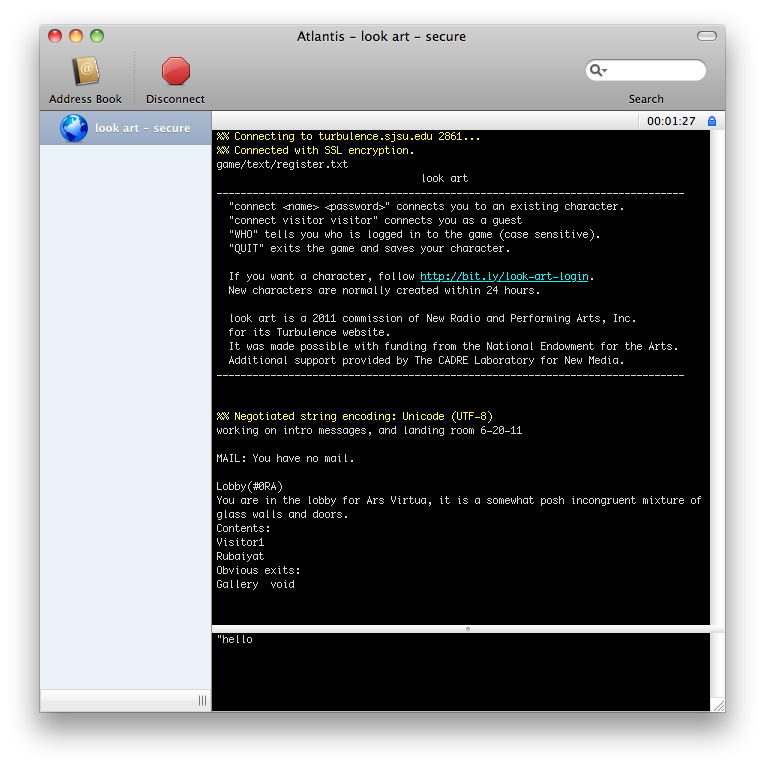 Atlantis – look art – secure
Address Book
Disconnect
Search
look art – secure
00:01:27
%% Connecting to turbulence.sjsu.edu 2861...
%% Connected with SSL encryption.
game/text/register.txt
look art
------------------------------------------------------------------------------
"connect <name> <password>" connects you to an existing character.
"connect visitor visitor" connects you as a guest
"WHO" tells you who is logged in to the game (case sensitive).
"QUIT" exits the game and saves your character.
If you want a character, follow http://bit.ly/look-art-login.
New characters are normally created within 24 hours.
look art is a 2011 commission of New Radio and Performing Arts, Inc.
for its Turbulence website.
It was made possible with funding from the National Endowment for the Arts.
Additional support provided by The CADRE Laboratory for New Media.
------------------------------------------------------------------------------
%% Negotiated string encoding: Unicode (UTF-8)
working on intro messages, and landing room 6-20-11
MAIL: You have no mail.
Lobby(#0RA)
You are in the lobby for Ars Virtua, it is a somewhat posh incongruent mixture of
glass walls and doors.
Contents:
Visitor1
Rubaiyat
Obvious exits:
Gallery  void
"hello